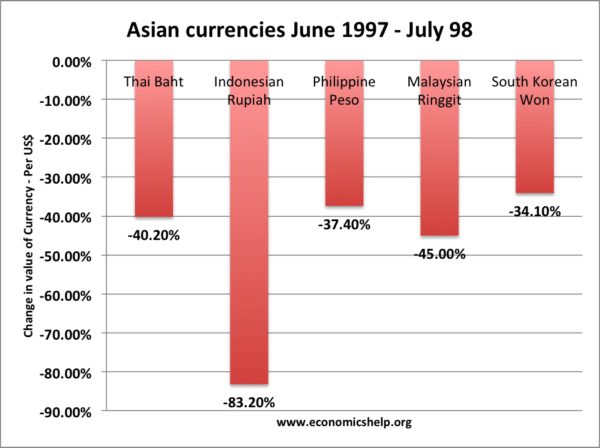 Asian currencies June 1997 - July 98
Change in value of Currency - Per US$
0.00%
-10.00%
-20.00%
-30.00%
-40.00%
-50.00%
-60.00%
-70.00%
-80.00%
-90.00%
Thai Baht
Indonesian
Rupiah
Philippine
Peso
Malaysian
Ringgit
South Korean
Won
-40.20%
-83.20%
-37.40%
-45.00%
-34.10%
www.economicshelp.org